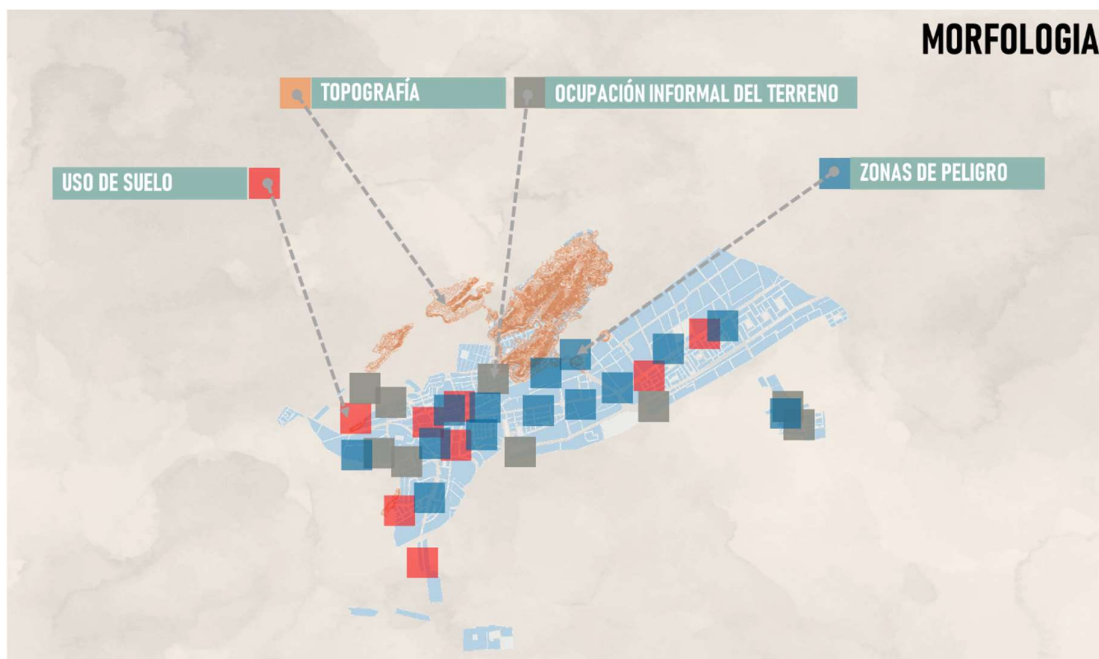 MORFOLOGIA
TOPOGRAFÍA
OCUPACIÓN INFORMAL DEL TERRENO
USO DE SUELO
ZONAS DE PELIGRO